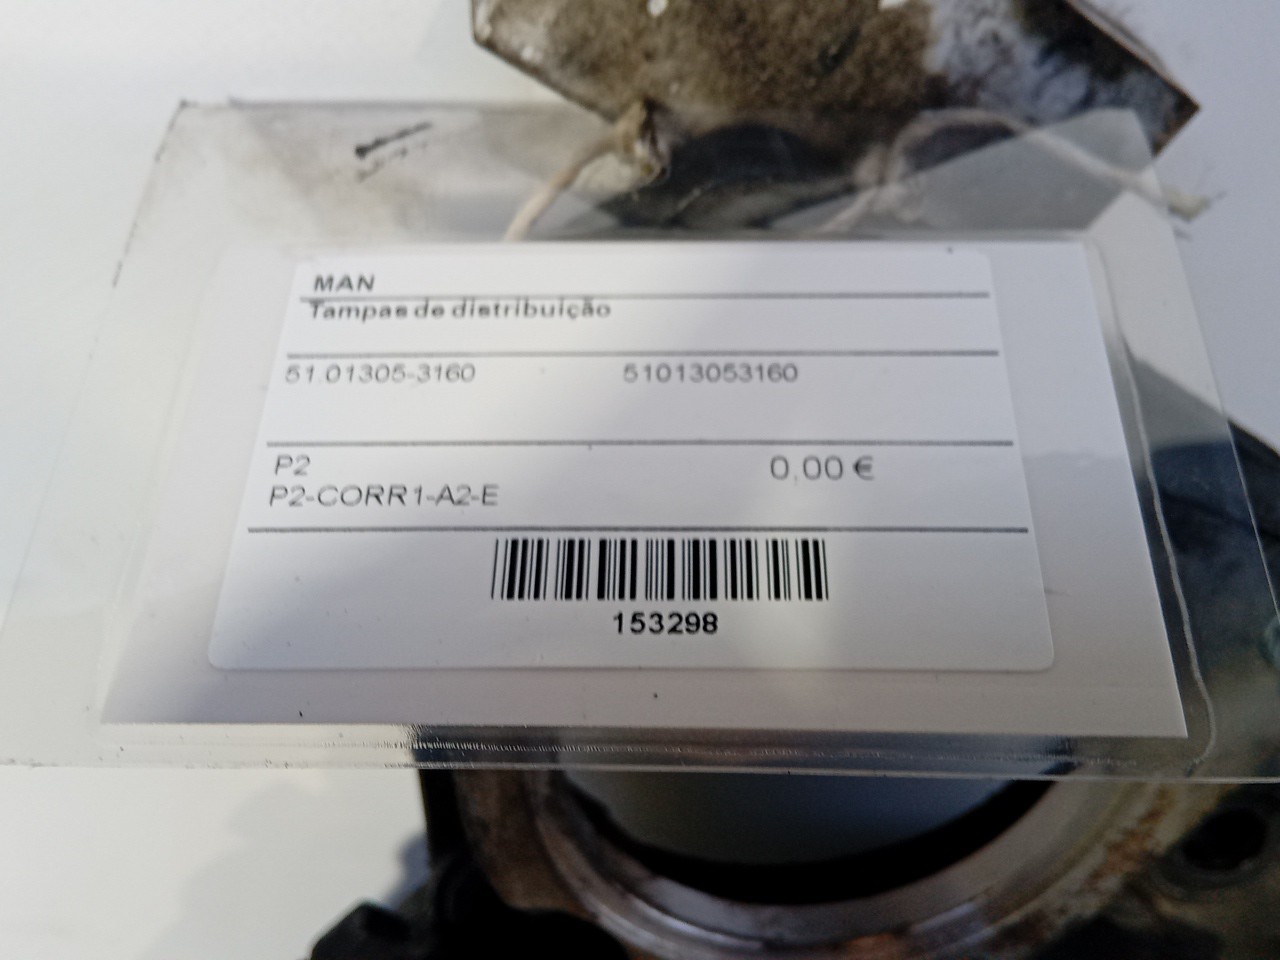 MAN
Tampas de distribuição
51.01305-3160 51013053160
P2 0,00 €
P2-CORR1-A2-E
153298